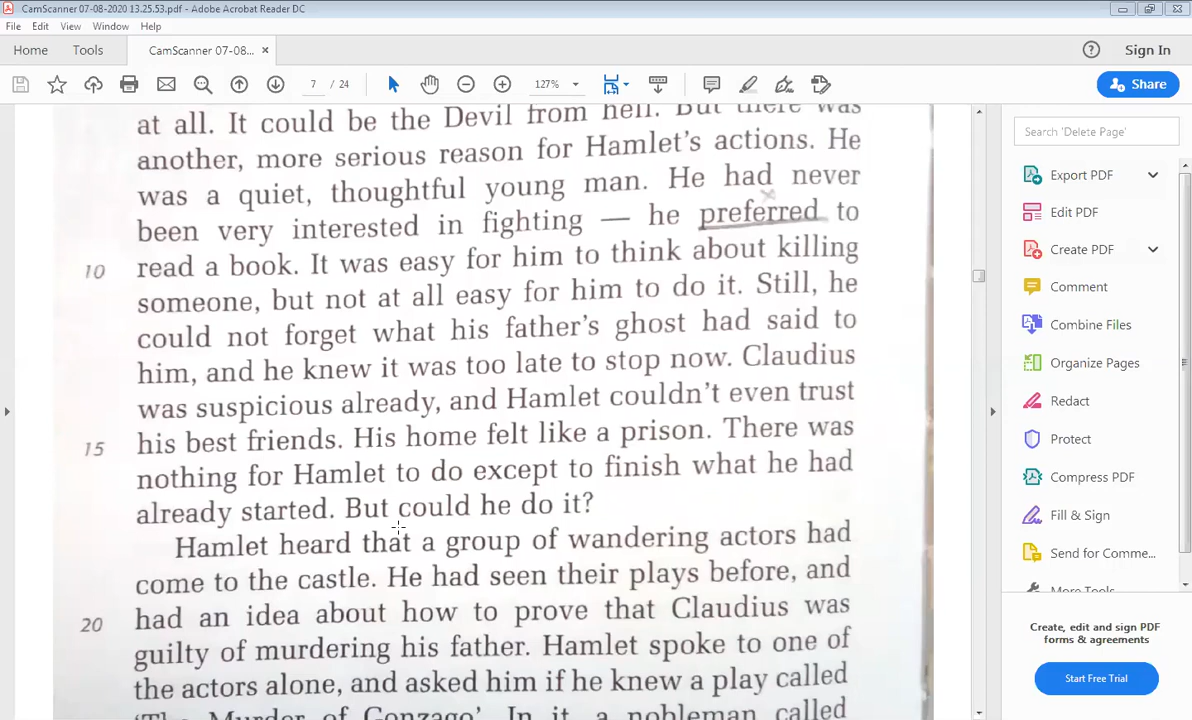 CamScanner 07-08-2020 13.25.53.pdf - Adobe Acrobat Reader DC
File Edit View Window Help
Home Tools CamScanner 07-08... × Sign In
7 / 24 127% Share
at all. It could be the Devil from hell. But there was
another, more serious reason for Hamlet's actions. He
was a quiet, thoughtful young man. He had never
been very interested in fighting — he preferred to
10 read a book. It was easy for him to think about killing
someone, but not at all easy for him to do it. Still, he
could not forget what his father's ghost had said to
him, and he knew it was too late to stop now. Claudius
was suspicious already, and Hamlet couldn't even trust
15 his best friends. His home felt like a prison. There was
nothing for Hamlet to do except to finish what he had
already started. But could he do it?
Hamlet heard that a group of wandering actors had
come to the castle. He had seen their plays before, and
20 had an idea about how to prove that Claudius was
guilty of murdering his father. Hamlet spoke to one of
the actors alone, and asked him if he knew a play called
'The Murder of Gonzago'. In it, a nobleman called
Search 'Delete Page'
Export PDF
Edit PDF
Create PDF
Comment
Combine Files
Organize Pages
Redact
Protect
Compress PDF
Fill & Sign
Send for Comme...
More Tools
Create, edit and sign PDF
forms & agreements
Start Free Trial